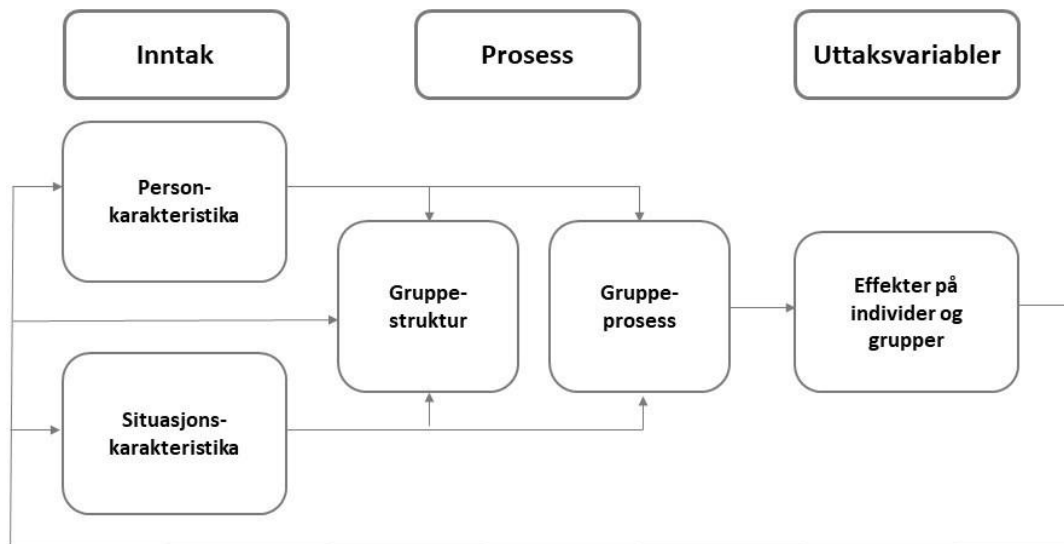 Inntak
Prosess
Uttaksvariabler
Person-
karakteristika
Gruppe-
struktur
Gruppe-
prosess
Effekter på
individer og
grupper
Situasjons-
karakteristika